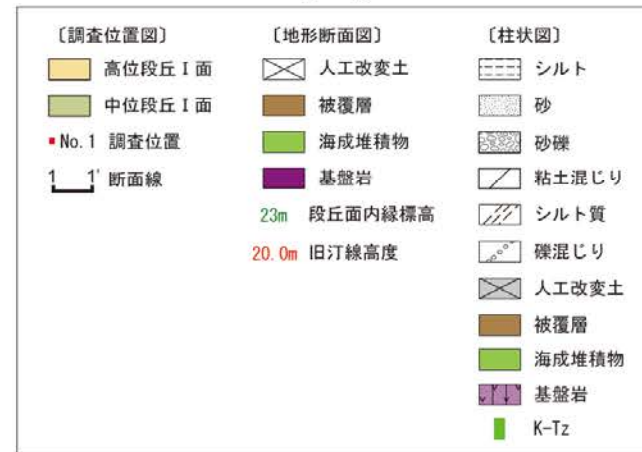 〔調査位置図〕
高位段丘Ⅰ面
中位段丘Ⅰ面
No.1 調査位置
1 1' 断面線
〔地形断面図〕
人工改変土
被覆層
海成堆積物
基盤岩
23m 段丘面内縁標高
20.0m 旧汀線高度
〔柱状図〕
シルト
砂
砂礫
粘土混じり
シルト質
礫混じり
人工改変土
被覆層
海成堆積物
基盤岩
K-Tz